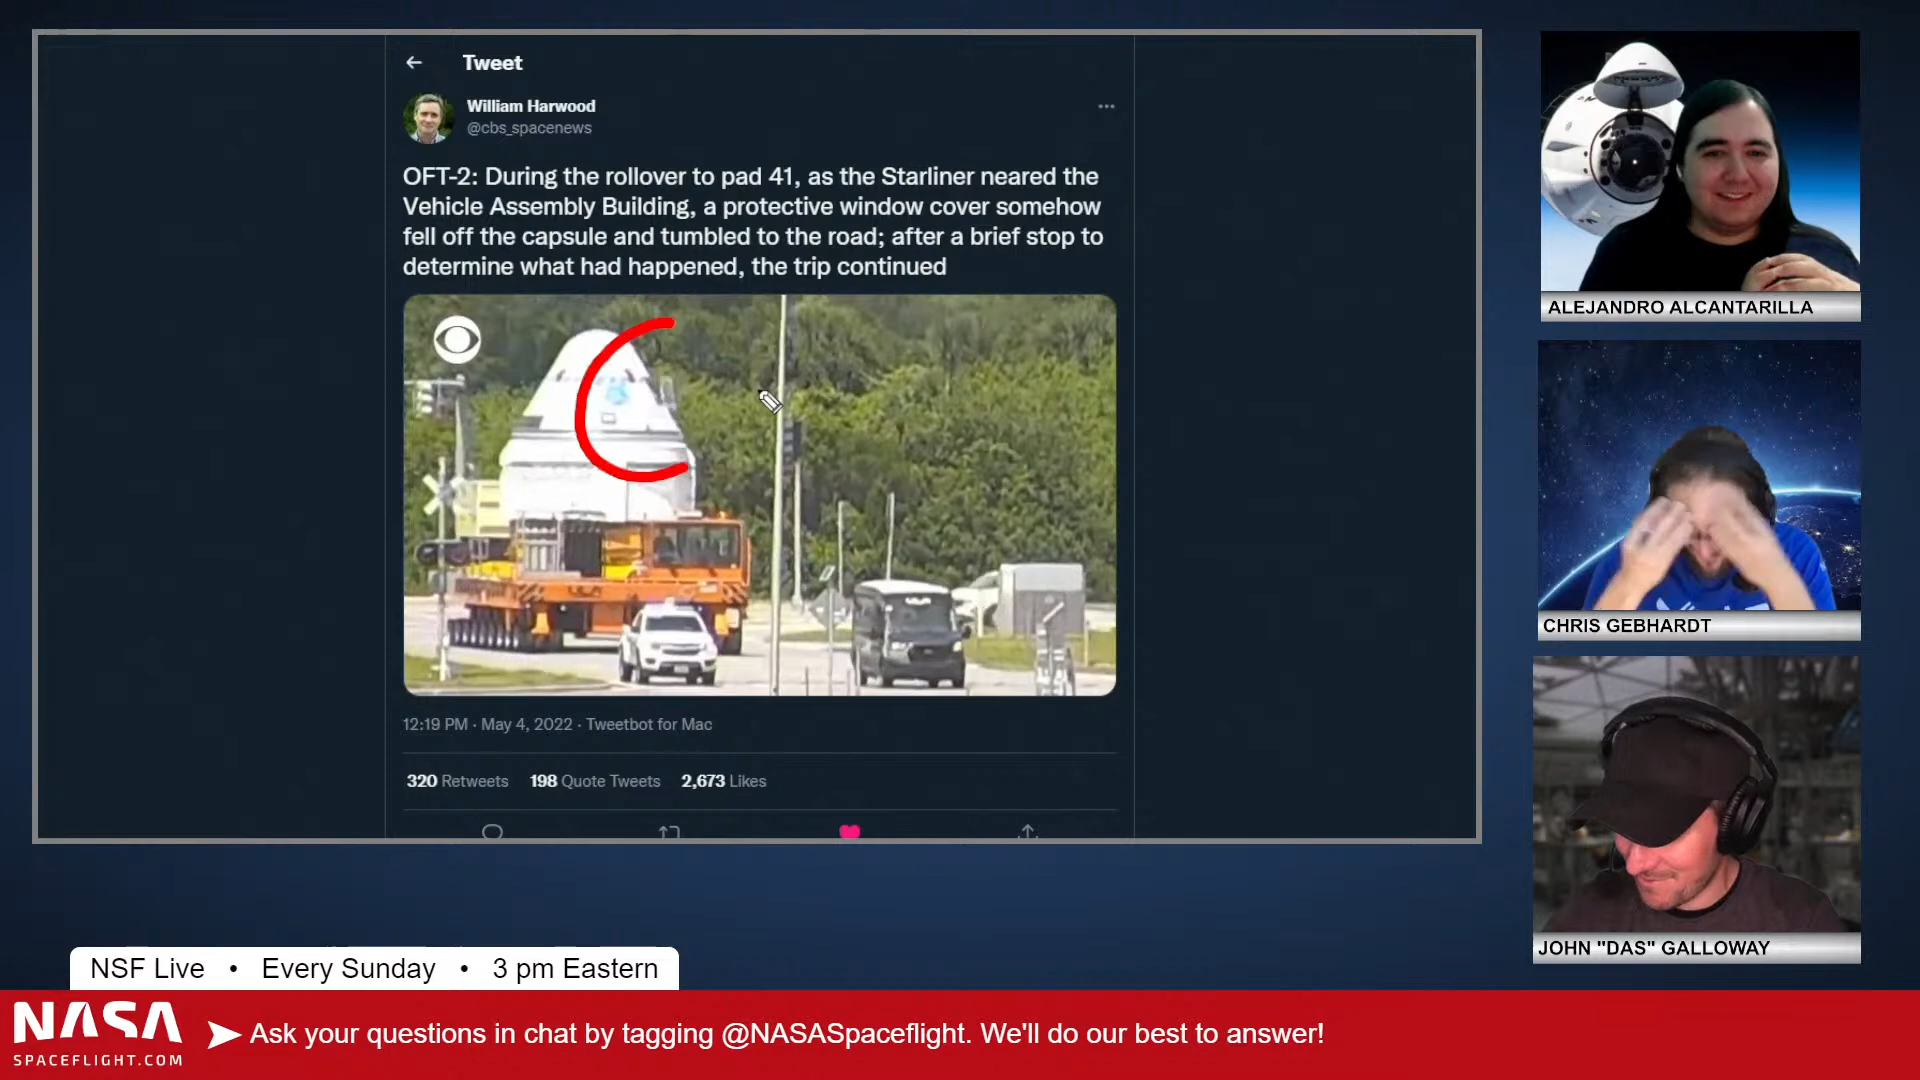 Tweet
William Harwood
@cbs_spacenews
OFT-2: During the rollover to pad 41, as the Starliner neared the
Vehicle Assembly Building, a protective window cover somehow
fell off the capsule and tumbled to the road; after a brief stop to
determine what had happened, the trip continued
12:19 PM · May 4, 2022 · Tweetbot for Mac
320 Retweets 198 Quote Tweets 2,673 Likes
ALEJANDRO ALCANTARILLA
CHRIS GEBHARDT
JOHN "DAS" GALLOWAY
NSF Live • Every Sunday • 3 pm Eastern
NASA
SPACEFLIGHT.COM
Ask your questions in chat by tagging @NASASpaceflight. We'll do our best to answer!